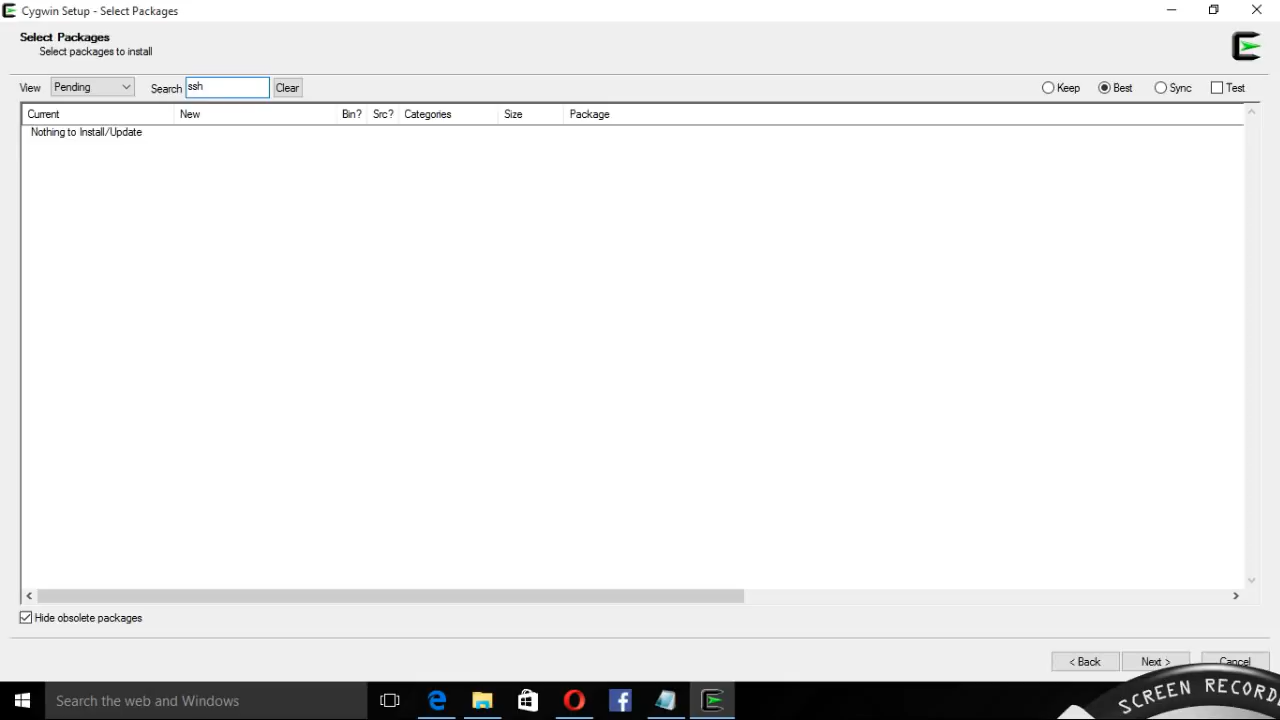 Cygwin Setup - Select Packages
Select Packages
Select packages to install
View Pending Search ssh Clear Keep Best Sync Test
Current New Bin? Src? Categories Size Package
Nothing to Install/Update
Hide obsolete packages
< Back Next > Cancel
Search the web and Windows
SCREEN RECORD